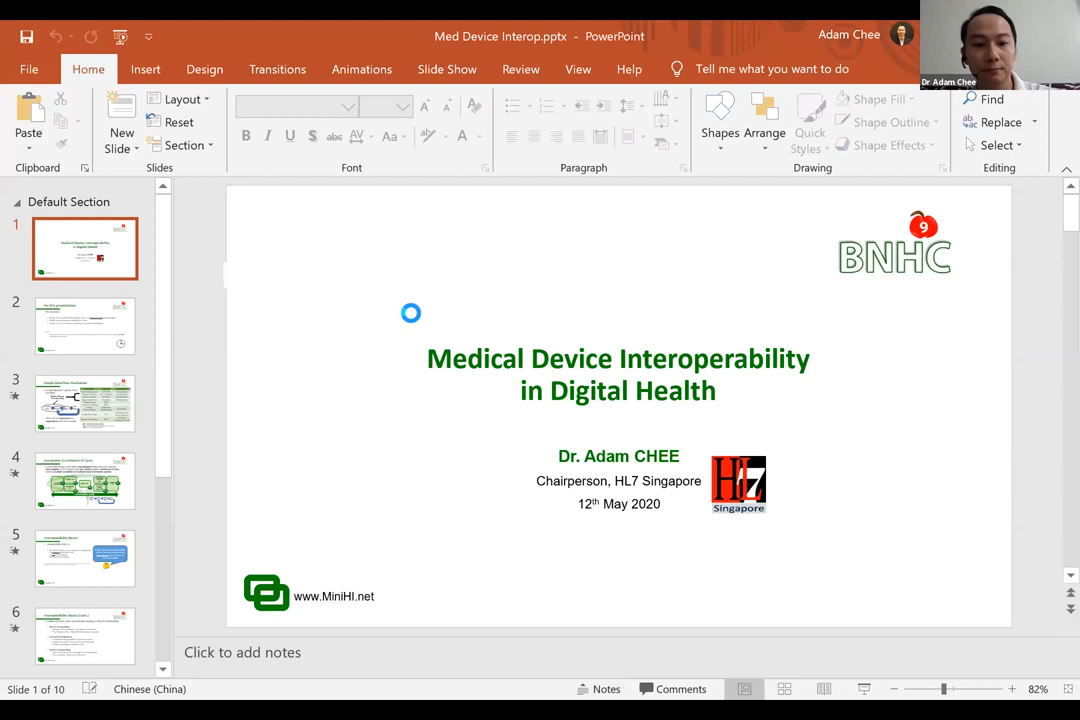 Med Device Interop.pptx - PowerPoint
Adam Chee
Dr Adam Chee
File Home Insert Design Transitions Animations Slide Show Review View Help Tell me what you want to do
Paste
Clipboard
New Slide
Layout
Reset
Section
Slides
B I U S abc AV Aa A
Font
Paragraph
Shapes
Arrange
Quick Styles
Shape Fill
Shape Outline
Shape Effects
Drawing
Find
Replace
Select
Editing
Default Section
1
2
3
4
5
6
9
BNHC
Medical Device Interoperability
in Digital Health
Dr. Adam CHEE
Chairperson, HL7 Singapore
12th May 2020
HL7
Singapore
www.MiniHI.net
Click to add notes
Slide 1 of 10 Chinese (China) Notes Comments 82%